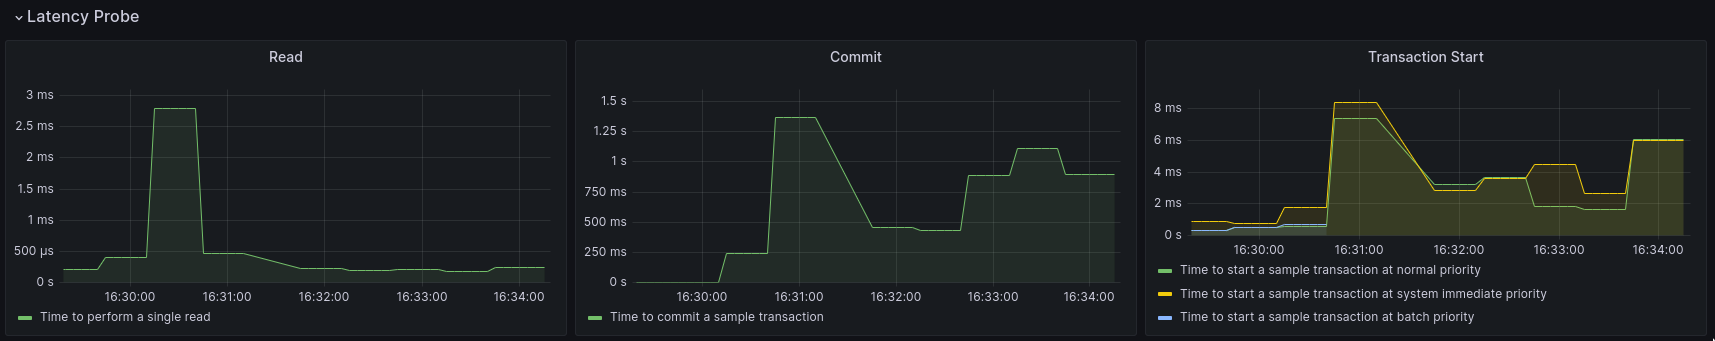 Latency Probe
Read
3 ms
2.5 ms
2 ms
1.5 ms
1 ms
500 µs
0 s
16:30:00 16:31:00 16:32:00 16:33:00 16:34:00
Time to perform a single read
Commit
1.5 s
1.25 s
1 s
750 ms
500 ms
250 ms
0 s
16:30:00 16:31:00 16:32:00 16:33:00 16:34:00
Time to commit a sample transaction
Transaction Start
8 ms
6 ms
4 ms
2 ms
0 s
16:30:00 16:31:00 16:32:00 16:33:00 16:34:00
Time to start a sample transaction at normal priority
Time to start a sample transaction at system immediate priority
Time to start a sample transaction at batch priority